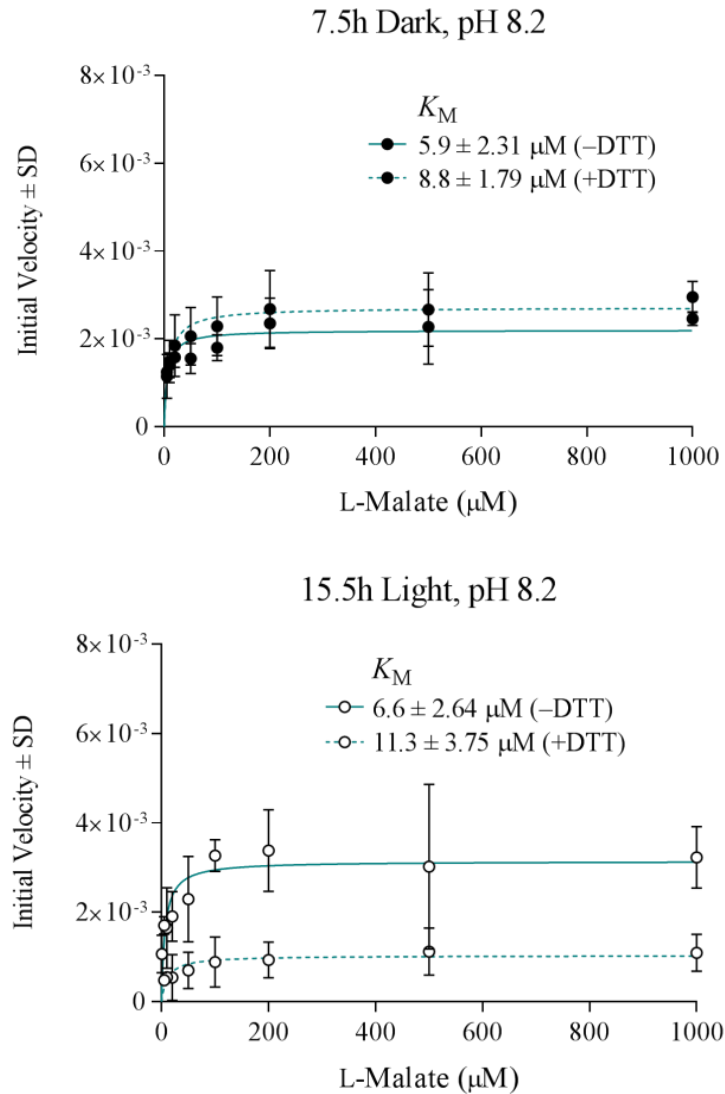 7.5h Dark, pH 8.2
8× 10⁻³
6× 10⁻³
4× 10⁻³
2× 10⁻³
0
Initial Velocity ± SD
K_M
5.9 ± 2.31 μM (–DTT)
8.8 ± 1.79 μM (+DTT)
0 200 400 600 800 1000
L-Malate (μM)
15.5h Light, pH 8.2
8× 10⁻³
6× 10⁻³
4× 10⁻³
2× 10⁻³
0
Initial Velocity ± SD
K_M
6.6 ± 2.64 μM (–DTT)
11.3 ± 3.75 μM (+DTT)
0 200 400 600 800 1000
L-Malate (μM)